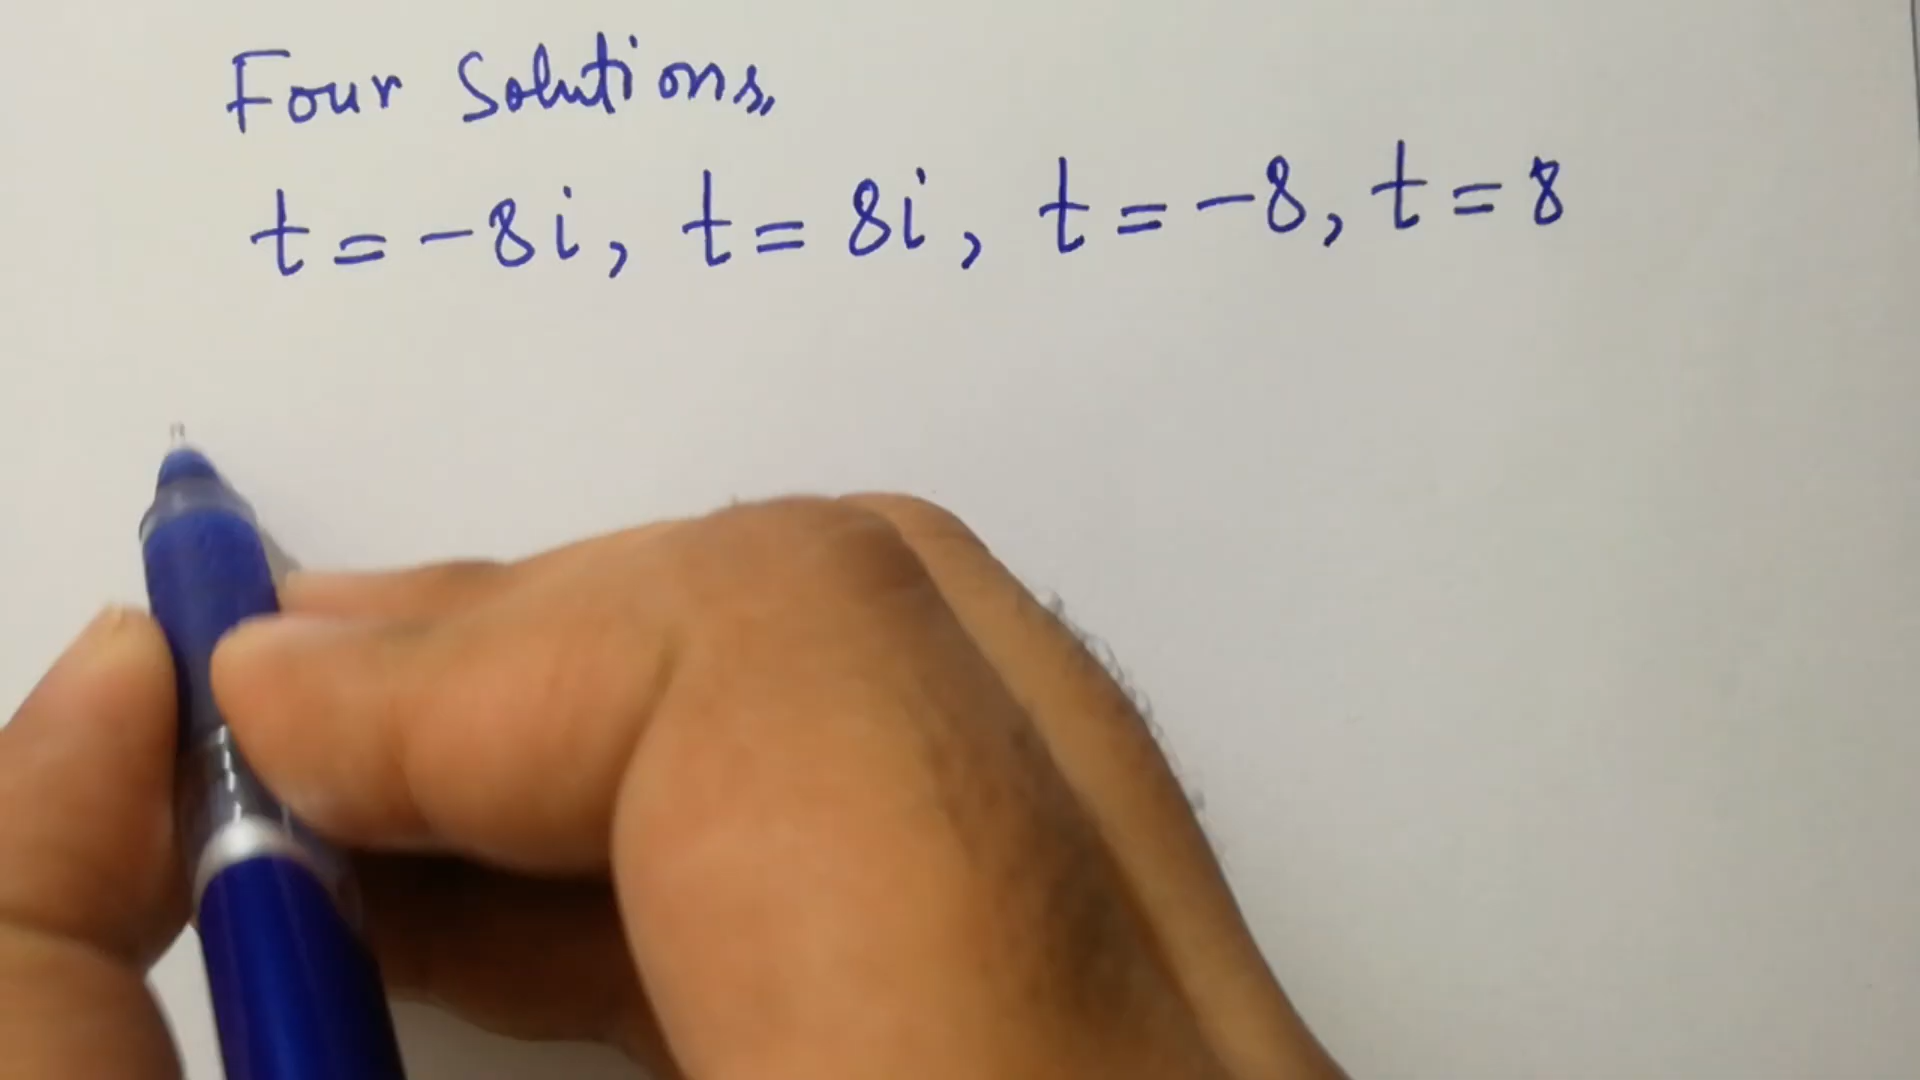 Four Solutions,
t = -8i, t = 8i, t = -8, t = 8